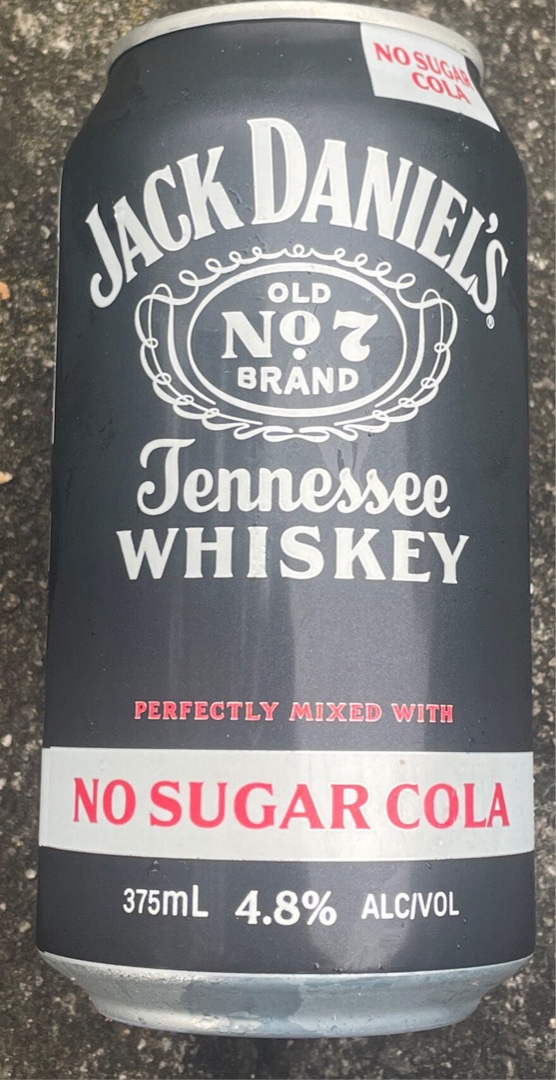 NO SUGAR
COLA
JACK DANIEL'S®
OLD
Nº 7
BRAND
Tennessee
WHISKEY
PERFECTLY MIXED WITH
NO SUGAR COLA
375mL 4.8% ALC/VOL